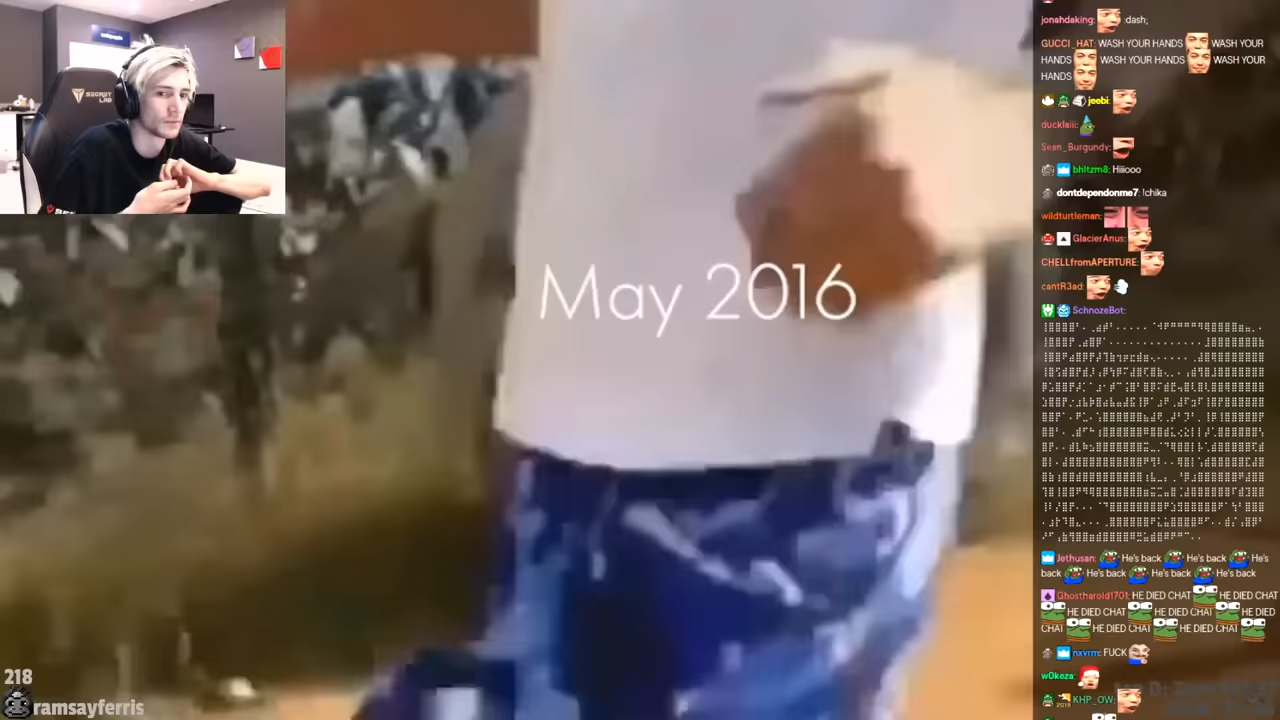 SECRET
LAB
May 2016
218
ramsayferris
jonahdaking: :dash;
GUCCI_HAT: WASH YOUR HANDS WASH YOUR
HANDS WASH YOUR HANDS WASH YOUR
HANDS
jeebi:
ducklaiii:
Sean_Burgundy:
bhltzm8: Hiiiooo
dontdependonme7: !chika
wildturtleman:
GlacierAnus:
CHELLfromAPERTURE:
cantR3ad:
SchnozeBot:
Jethusan: He's back He's back He's
back He's back He's back He's back
Ghostharold1701: HE DIED CHAT HE DIED CHAT
HE DIED CHAT HE DIED CHAT HE DIED
CHAT HE DIED CHAT HE DIED CHAT
nxvrm: FUCK
w0keza:
KHP_OW: